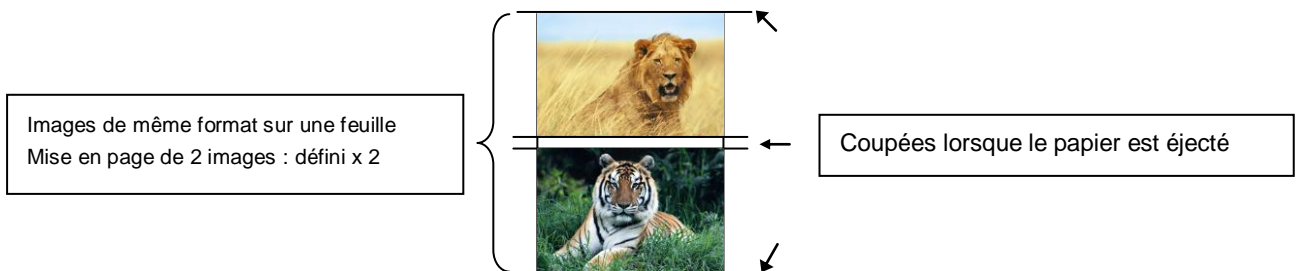 Images de même format sur une feuille
Mise en page de 2 images : défini x 2
Coupées lorsque le papier est éjecté